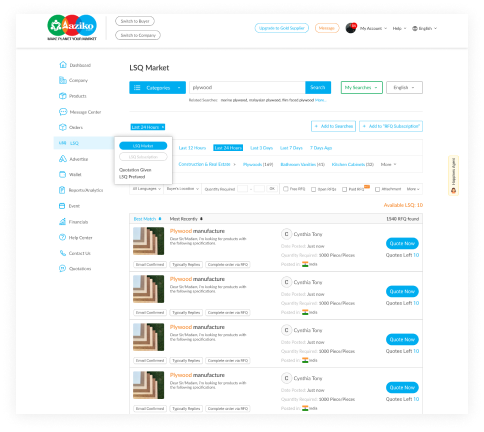 Aaziko
MAKE PLANET YOUR MARKET
Switch to Buyer
Switch to Company
Upgrade to Gold Supplier
Message
My Account
Help
English
Dashboard
Company
Products
Message Center
Orders
LSQ
Advertise
Wallet
Reports/Analytics
Event
Financials
Help Center
Contact Us
Quotations
LSQ Market
Categories
plywood
Search
My Searches
English
Related Searches: marine plywood, malaysian plywood, film faced plywood More..
Last 24 Hours
+ Add to Searches
+ Add to "RFQ Subscription"
LSQ Market
Quotation Given
LSQ Pretend
Last 12 Hours
Last 24 Hours
Last 3 Days
Last 7 Days
7 Days Ago
Construction & Real Estate
Plywood (169)
Bathroom Vanities (43)
Kitchen Cabinets (33)
More
All Languages
Buyer's Location
Quantity Required
-
OK
Free RFQ
Open RFQs
Paid RFQ
Attachment
More
Available LSQ 10
Best Match
Most Recently
1540 RFQ found
Plywood manufacture
Dear Sir/Madam, I'm looking for products with
the following specifications.
Email Confirmed
Typically Replies
Complete order via RFQ
C
Cynthia Tony
Date Posted: Just now
Quantity Required: 1000 Piece/Pieces
Posted in: India
Quote Now
Quotes Left 10
Plywood manufacture
Dear Sir/Madam, I'm looking for products with
the following specifications.
Email Confirmed
Typically Replies
Complete order via RFQ
C
Cynthia Tony
Date Posted: Just now
Quantity Required: 1000 Piece/Pieces
Posted in: India
Quote Now
Quotes Left 10
Plywood manufacture
Dear Sir/Madam, I'm looking for products with
the following specifications.
Email Confirmed
Typically Replies
Complete order via RFQ
C
Cynthia Tony
Date Posted: Just now
Quantity Required: 1000 Piece/Pieces
Posted in: India
Quote Now
Quotes Left 10
Plywood manufacture
Dear Sir/Madam, I'm looking for products with
the following specifications.
Email Confirmed
Typically Replies
Complete order via RFQ
C
Cynthia Tony
Date Posted: Just now
Quantity Required: 1000 Piece/Pieces
Posted in: India
Quote Now
Quotes Left 10